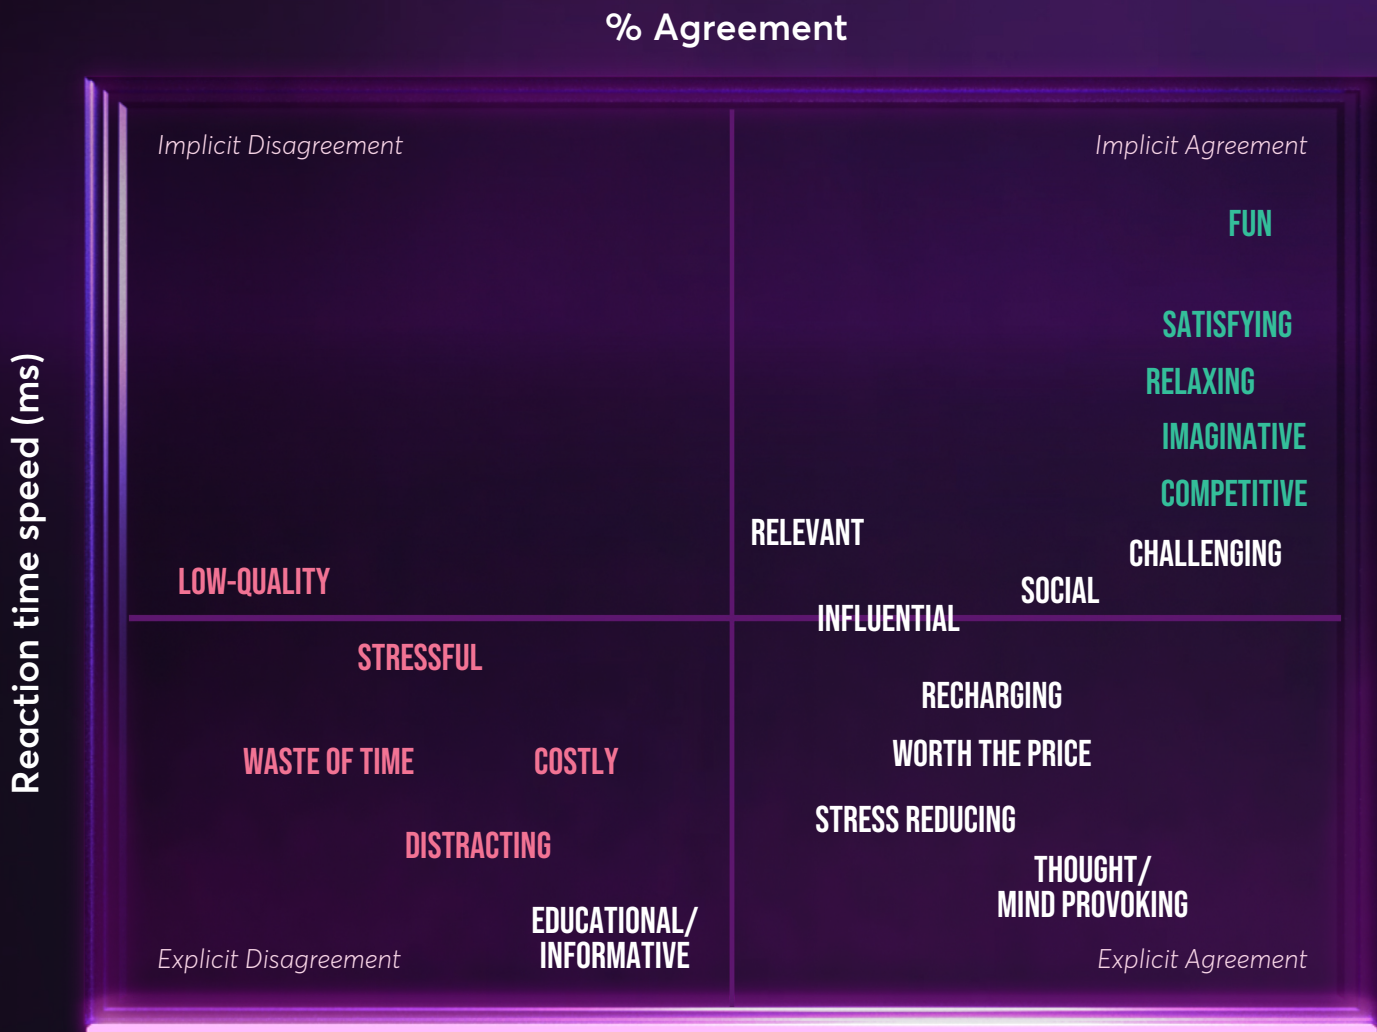 % Agreement
Implicit Disagreement
Implicit Agreement
FUN
SATISFYING
RELAXING
IMAGINATIVE
COMPETITIVE
RELEVANT
CHALLENGING
LOW-QUALITY
SOCIAL
INFLUENTIAL
STRESSFUL
RECHARGING
WORTH THE PRICE
WASTE OF TIME
COSTLY
STRESS REDUCING
DISTRACTING
THOUGHT/
MIND PROVOKING
EDUCATIONAL/
INFORMATIVE
Explicit Disagreement
Explicit Agreement
Reaction time speed (ms)